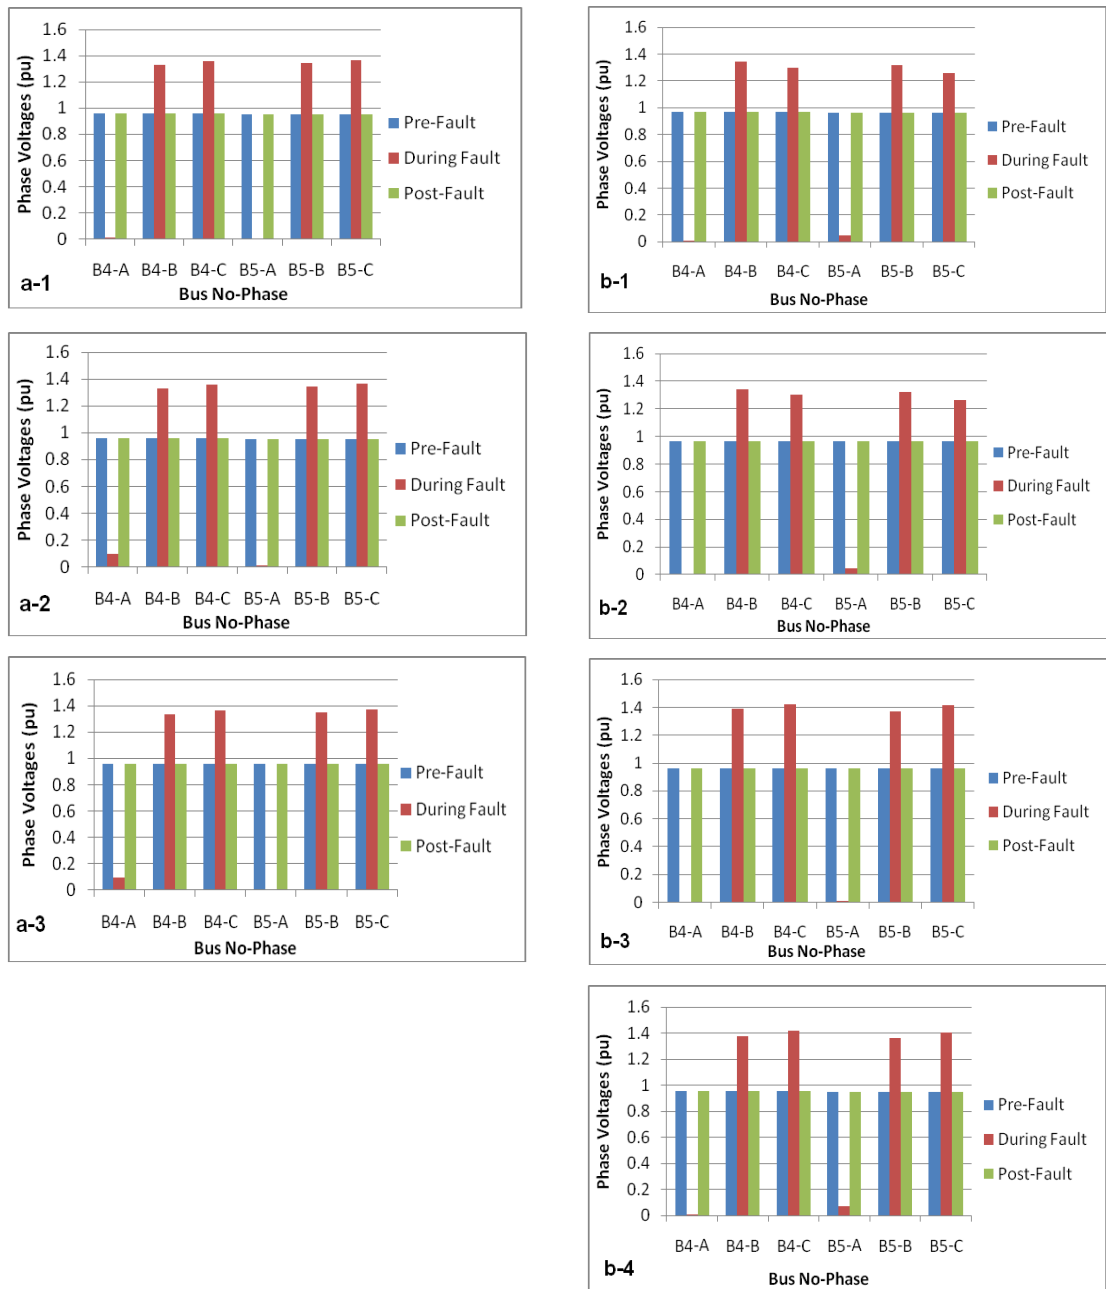 Phase Voltages (pu)
1.6
1.4
1.2
1
0.8
0.6
0.4
0.2
0
B4-A B4-B B4-C B5-A B5-B B5-C
Bus No-Phase
Pre-Fault
During Fault
Post-Fault
a-1
Phase Voltages (pu)
1.6
1.4
1.2
1
0.8
0.6
0.4
0.2
0
B4-A B4-B B4-C B5-A B5-B B5-C
Bus No-Phase
Pre-Fault
During Fault
Post-Fault
b-1
Phase Voltages (pu)
1.6
1.4
1.2
1
0.8
0.6
0.4
0.2
0
B4-A B4-B B4-C B5-A B5-B B5-C
Bus No-Phase
Pre-Fault
During Fault
Post-Fault
a-2
Phase Voltages (pu)
1.6
1.4
1.2
1
0.8
0.6
0.4
0.2
0
B4-A B4-B B4-C B5-A B5-B B5-C
Bus No-Phase
Pre-Fault
During Fault
Post-Fault
b-2
Phase Voltages (pu)
1.6
1.4
1.2
1
0.8
0.6
0.4
0.2
0
B4-A B4-B B4-C B5-A B5-B B5-C
Bus No-Phase
Pre-Fault
During Fault
Post-Fault
a-3
Phase Voltages (pu)
1.6
1.4
1.2
1
0.8
0.6
0.4
0.2
0
B4-A B4-B B4-C B5-A B5-B B5-C
Bus No-Phase
Pre-Fault
During Fault
Post-Fault
b-3
Phase Voltages (pu)
1.6
1.4
1.2
1
0.8
0.6
0.4
0.2
0
B4-A B4-B B4-C B5-A B5-B B5-C
Bus No-Phase
Pre-Fault
During Fault
Post-Fault
b-4